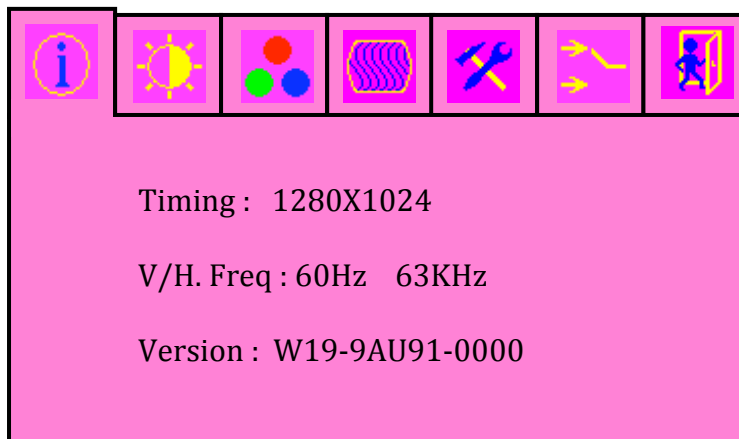 i
Timing : 1280X1024
V/H. Freq : 60Hz 63KHz
Version : W19-9AU91-0000